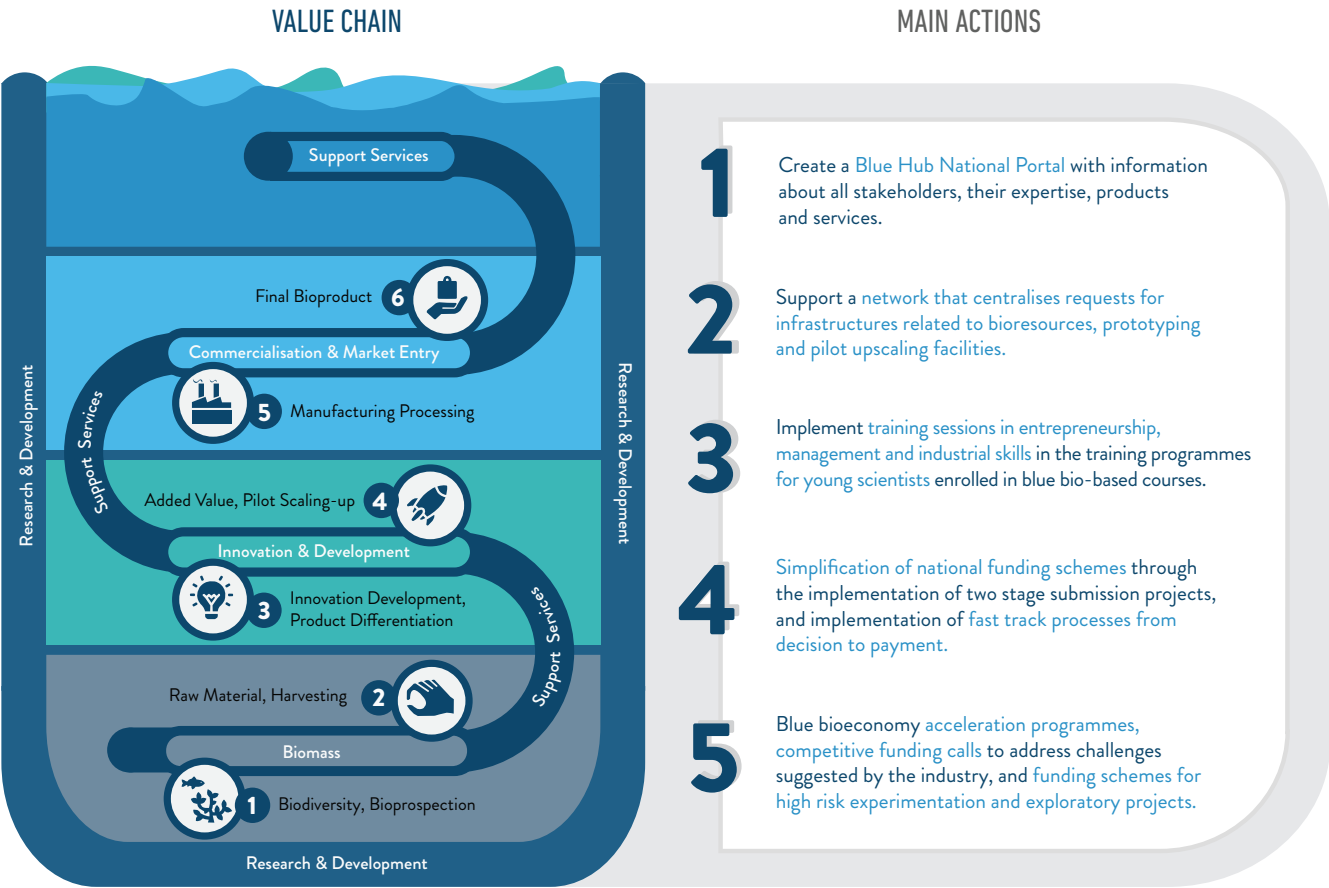 VALUE CHAIN
Support Services
Final Bioproduct
6
Commercialisation & Market Entry
5
Manufacturing Processing
Research & Development
Support Services
Research & Development
Added Value, Pilot Scaling-up
4
Innovation & Development
3
Innovation Development,
Product Differentiation
Support Services
Raw Material, Harvesting
2
Biomass
1
Biodiversity, Bioprospection
Research & Development
MAIN ACTIONS
1
Create a Blue Hub National Portal with information
about all stakeholders, their expertise, products
and services.
2
Support a network that centralises requests for
infrastructures related to bioresources, prototyping
and pilot upscaling facilities.
3
Implement training sessions in entrepreneurship,
management and industrial skills in the training programmes
for young scientists enrolled in blue bio-based courses.
4
Simplification of national funding schemes through
the implementation of two stage submission projects,
and implementation of fast track processes from
decision to payment.
5
Blue bioeconomy acceleration programmes,
competitive funding calls to address challenges
suggested by the industry, and funding schemes for
high risk experimentation and exploratory projects.